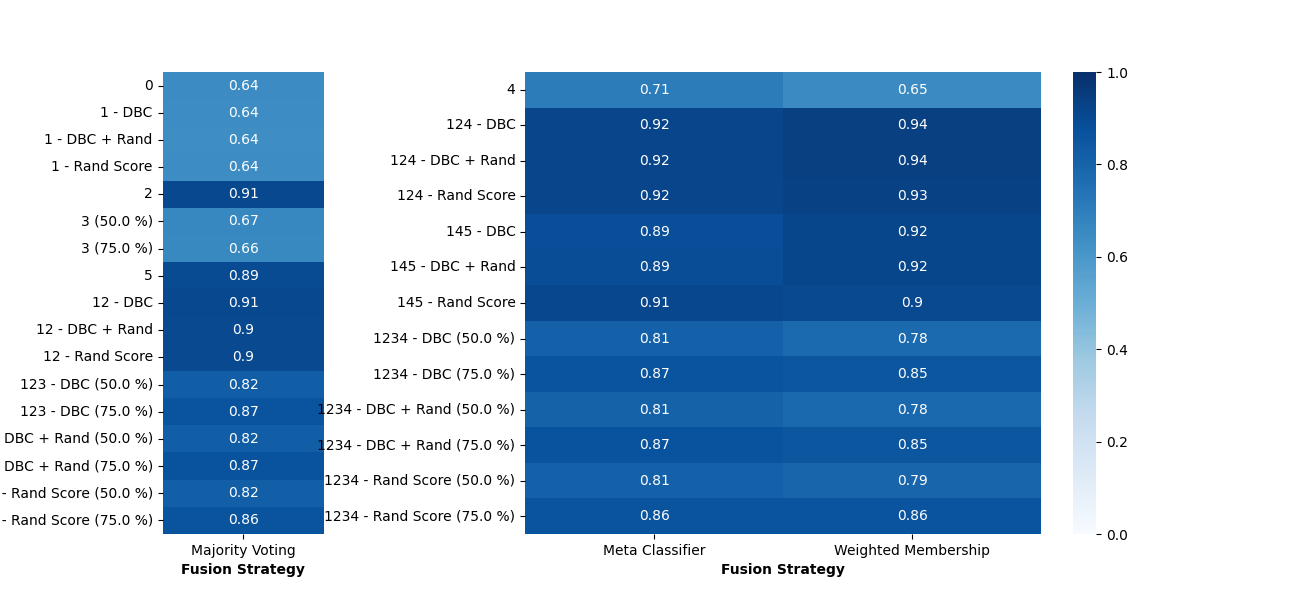 0 0.64
1 - DBC 0.64
1 - DBC + Rand 0.64
1 - Rand Score 0.64
2 0.91
3 (50.0 %) 0.67
3 (75.0 %) 0.66
5 0.89
12 - DBC 0.91
12 - DBC + Rand 0.9
12 - Rand Score 0.9
123 - DBC (50.0 %) 0.82
123 - DBC (75.0 %) 0.87
DBC + Rand (50.0 %) 0.82
DBC + Rand (75.0 %) 0.87
- Rand Score (50.0 %) 0.82
- Rand Score (75.0 %) 0.86
Majority Voting
Fusion Strategy
4 0.71 0.65
124 - DBC 0.92 0.94
124 - DBC + Rand 0.92 0.94
124 - Rand Score 0.92 0.93
145 - DBC 0.89 0.92
145 - DBC + Rand 0.89 0.92
145 - Rand Score 0.91 0.9
1234 - DBC (50.0 %) 0.81 0.78
1234 - DBC (75.0 %) 0.87 0.85
1234 - DBC + Rand (50.0 %) 0.81 0.78
1234 - DBC + Rand (75.0 %) 0.87 0.85
1234 - Rand Score (50.0 %) 0.81 0.79
1234 - Rand Score (75.0 %) 0.86 0.86
Meta Classifier Weighted Membership
Fusion Strategy
1.0
0.8
0.6
0.4
0.2
0.0